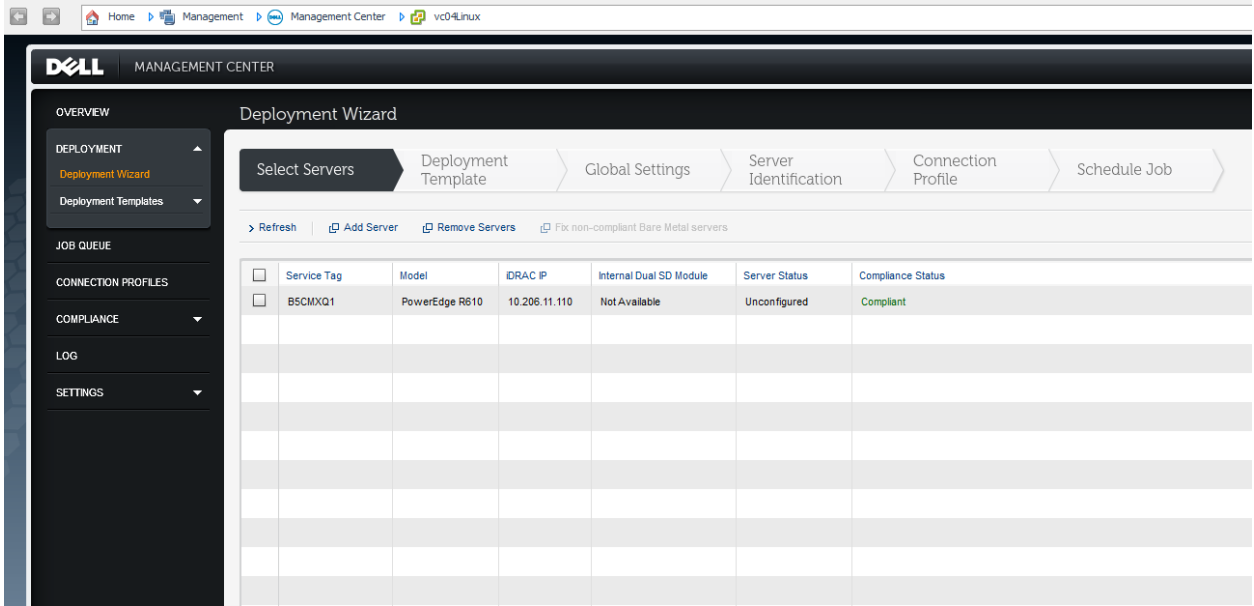 Home Management Management Center vc04Linux
DELL MANAGEMENT CENTER
OVERVIEW
DEPLOYMENT
Deployment Wizard
Deployment Templates
JOB QUEUE
CONNECTION PROFILES
COMPLIANCE
LOG
SETTINGS
Deployment Wizard
Select Servers
Deployment
Template
Global Settings
Server
Identification
Connection
Profile
Schedule Job
Refresh Add Server Remove Servers Fix non-compliant Bare Metal servers
Service Tag Model iDRAC IP Internal Dual SD Module Server Status Compliance Status
B5CMXQ1 PowerEdge R610 10.206.11.110 Not Available Unconfigured Compliant